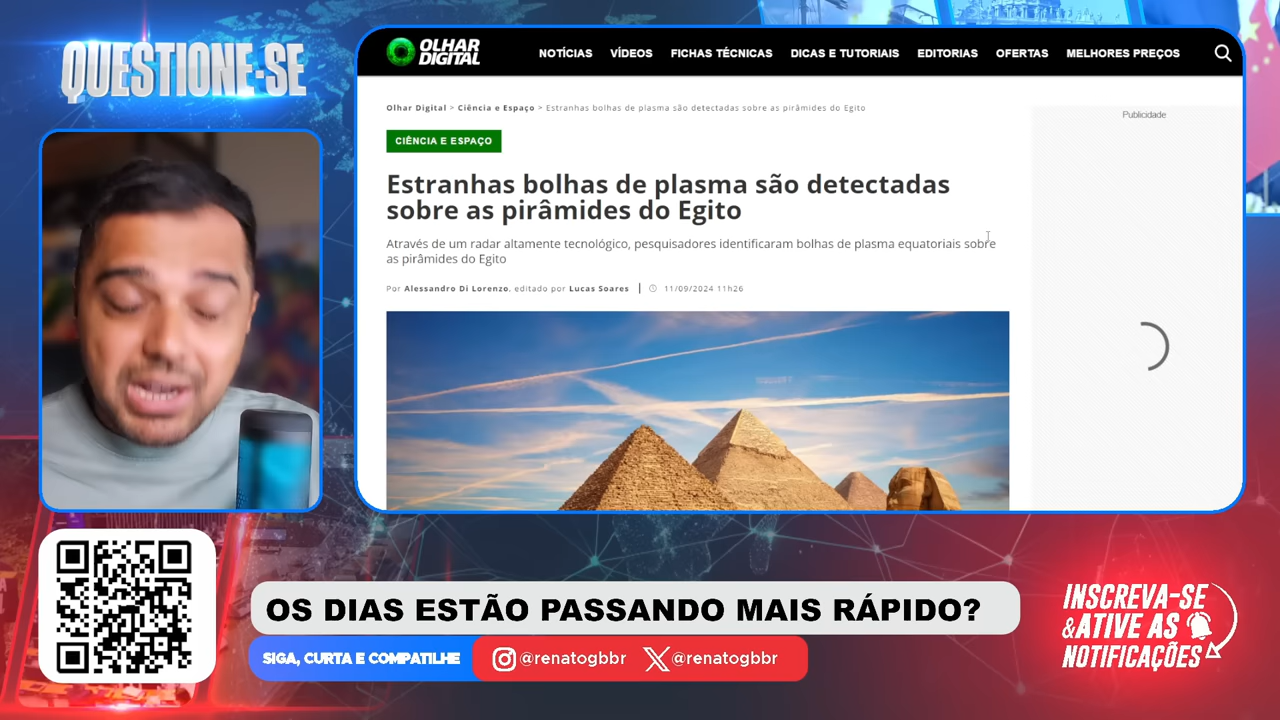 QUESTIONE-SE
OLHAR DIGITAL
NOTÍCIAS VÍDEOS FICHAS TÉCNICAS DICAS E TUTORIAIS EDITORIAS OFERTAS MELHORES PREÇOS
Olhar Digital > Ciência e Espaço > Estranhas bolhas de plasma são detectadas sobre as pirâmides do Egito
Publicidade
CIÊNCIA E ESPAÇO
Estranhas bolhas de plasma são detectadas
sobre as pirâmides do Egito
Através de um radar altamente tecnológico, pesquisadores identificaram bolhas de plasma equatoriais sobre
as pirâmides do Egito
Por Alessandro Di Lorenzo, editado por Lucas Soares | 11/09/2024 11h26
OS DIAS ESTÃO PASSANDO MAIS RÁPIDO?
SIGA, CURTA E COMPATILHE @renatogbbr @renatogbbr
INSCREVA-SE
&ATIVE AS
NOTIFICAÇÕES